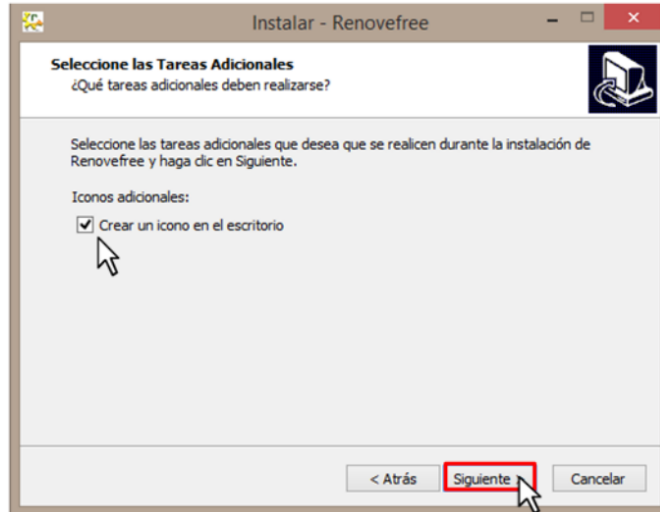 Instalar - Renovefree
Seleccione las Tareas Adicionales
¿Qué tareas adicionales deben realizarse?
Seleccione las tareas adicionales que desea que se realicen durante la instalación de
Renovefree y haga clic en Siguiente.
Iconos adicionales:
Crear un icono en el escritorio
< Atrás
Siguiente >
Cancelar